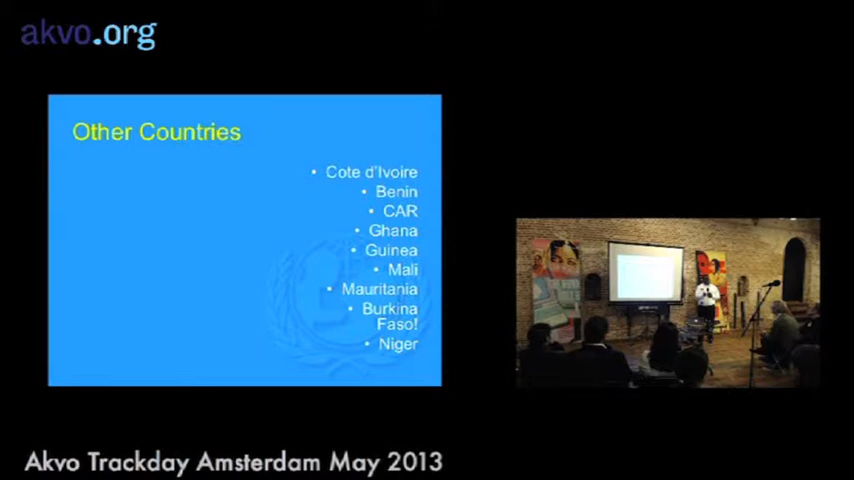 akvo.org
Other Countries
• Cote d'Ivoire
• Benin
• CAR
• Ghana
• Guinea
• Mali
• Mauritania
• Burkina
Faso!
• Niger
Akvo Trackday Amsterdam May 2013